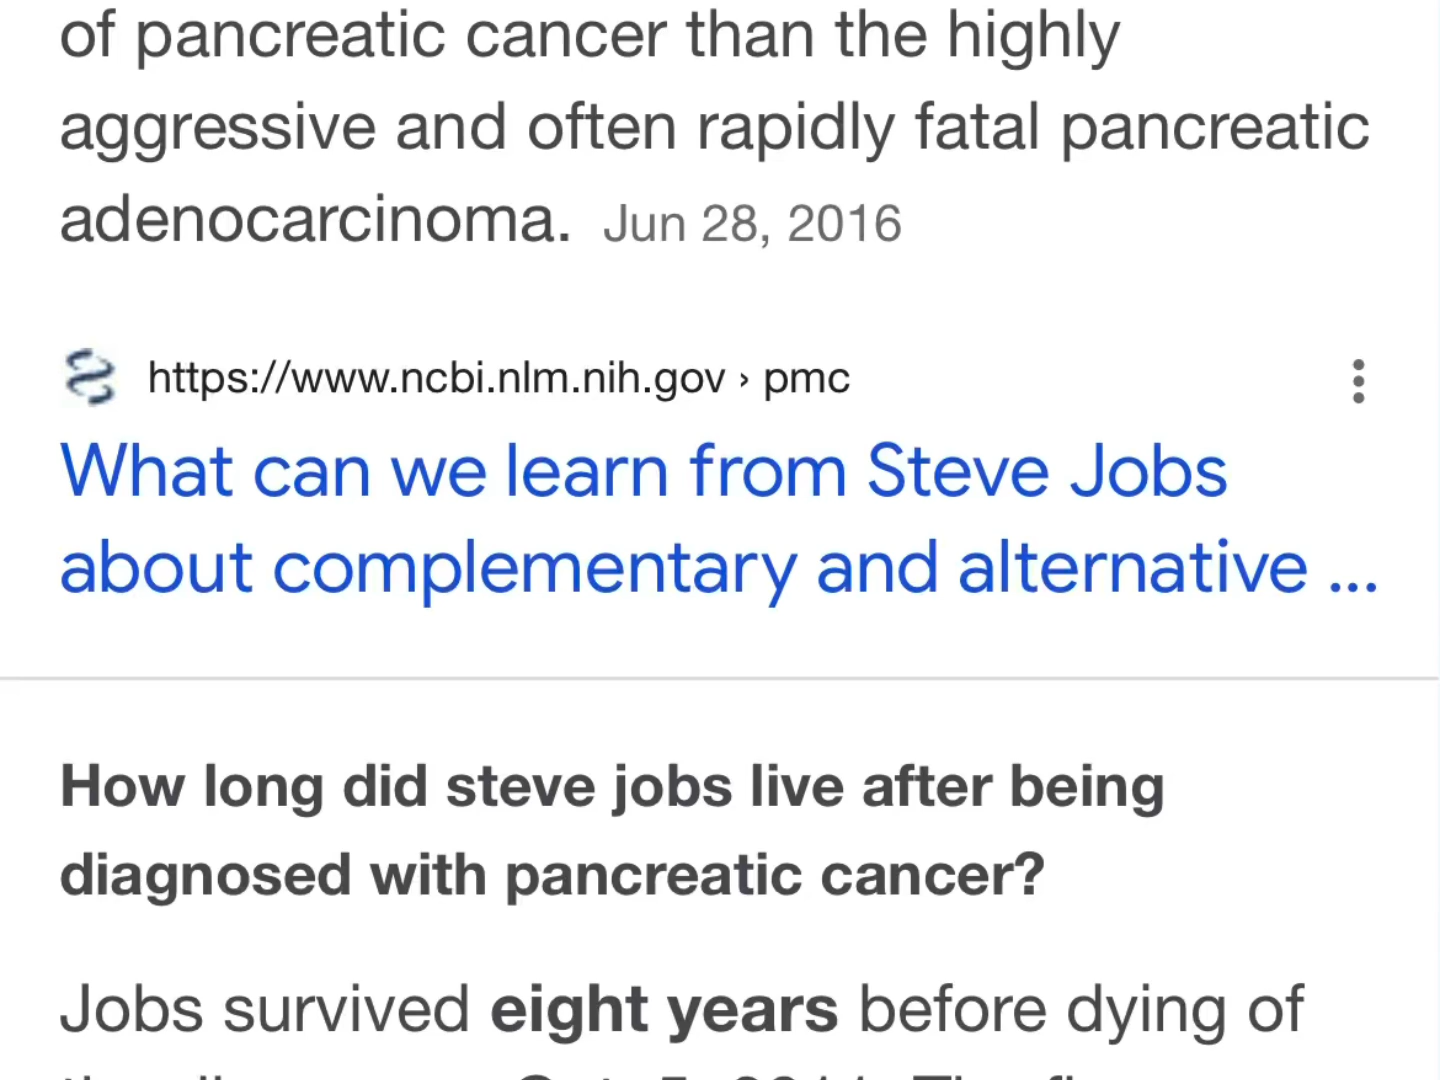 of pancreatic cancer than the highly
aggressive and often rapidly fatal pancreatic
adenocarcinoma. Jun 28, 2016
https://www.ncbi.nlm.nih.gov › pmc
What can we learn from Steve Jobs
about complementary and alternative ...
How long did steve jobs live after being
diagnosed with pancreatic cancer?
Jobs survived eight years before dying of